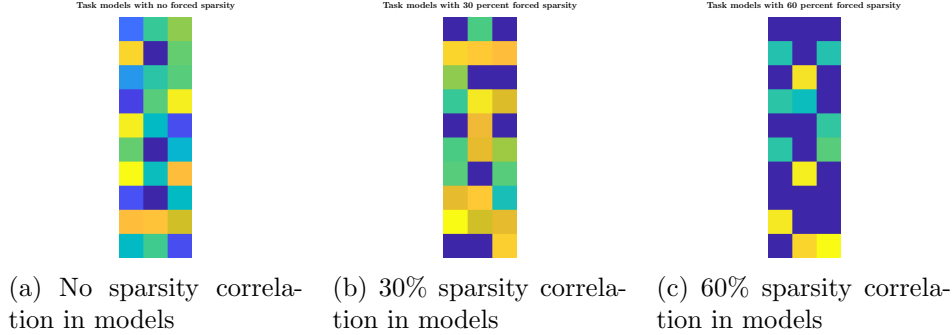 Task models with no forced sparsity
Task models with 30 percent forced sparsity
Task models with 60 percent forced sparsity
(a) No sparsity correla-
tion in models
(b) 30% sparsity correla-
tion in models
(c) 60% sparsity correla-
tion in models